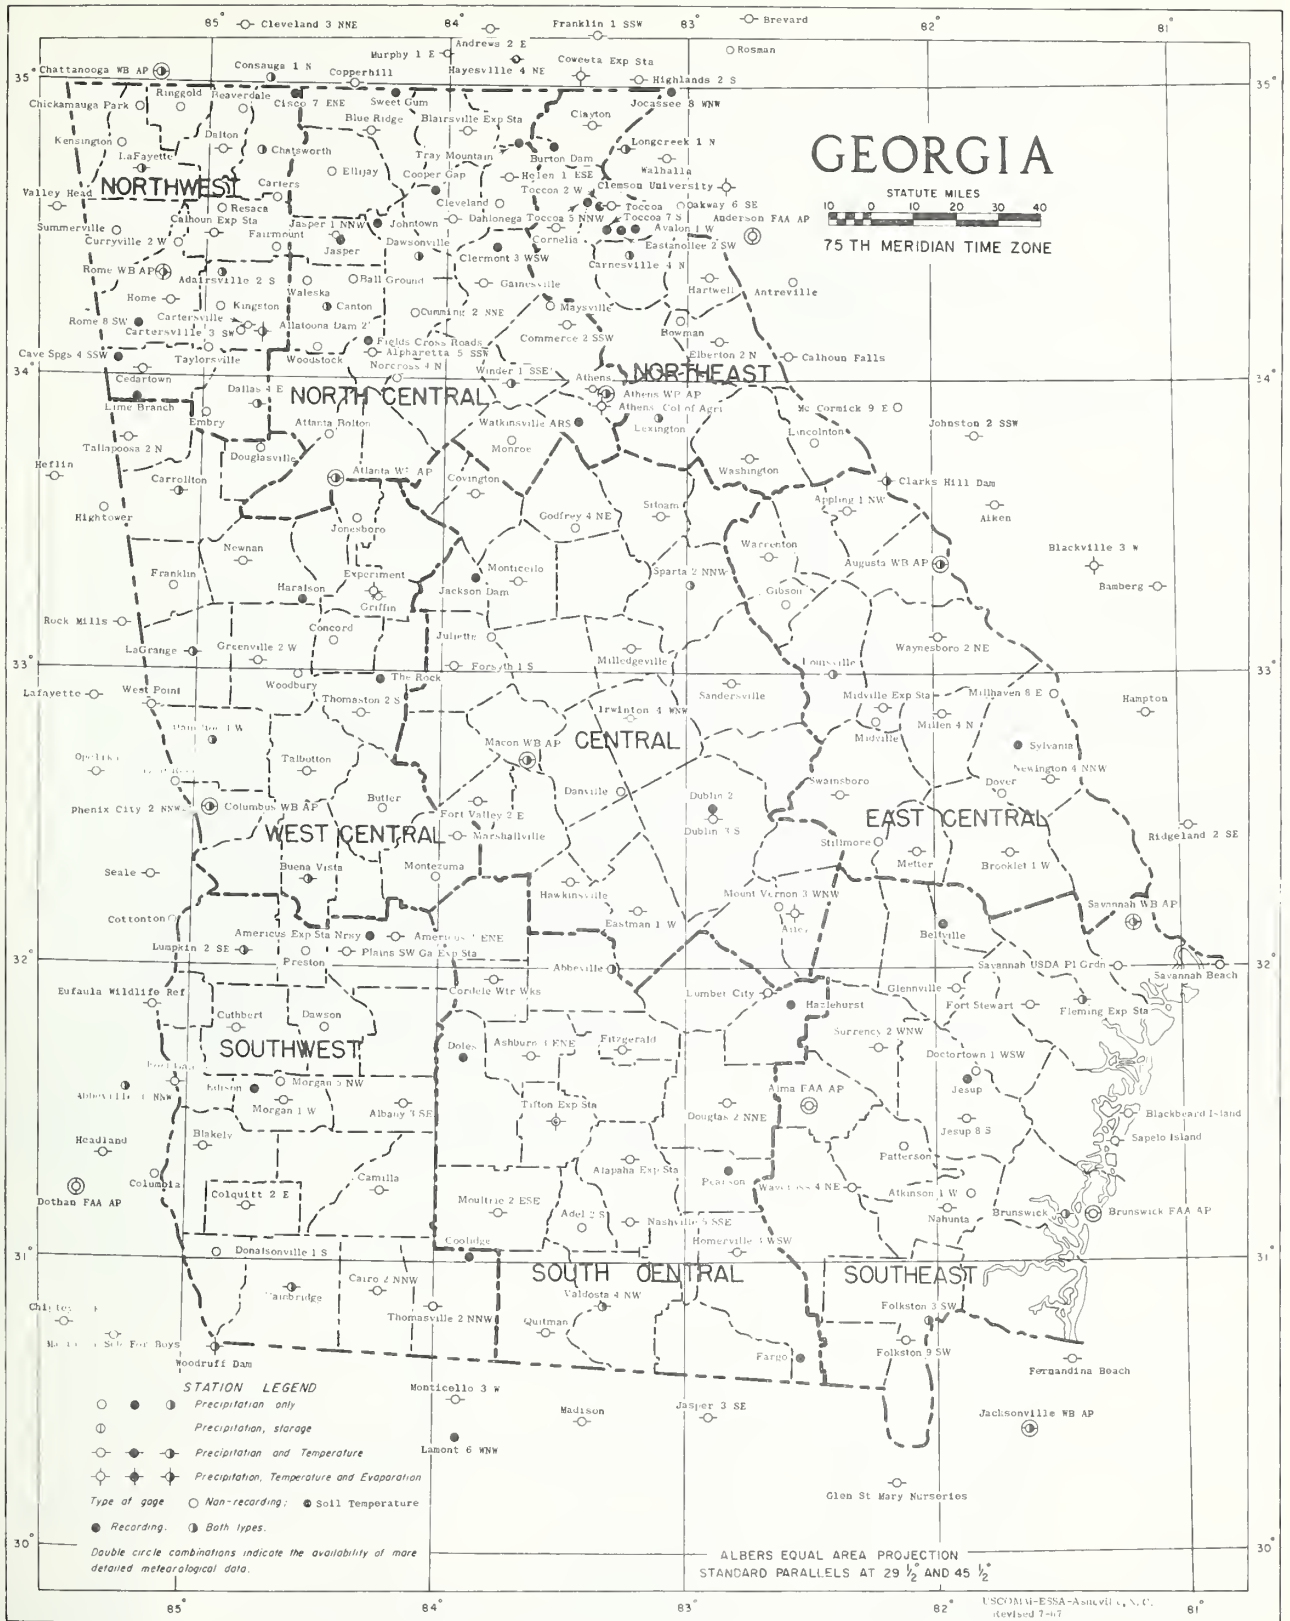 85° Cleveland 3 NNE 84° Franklin 1 SSW 83° Brevard 82° 81°
Andrews 2 E
Rosman
Murphy 1 E
Hayesville 4 NE
Coweeta Exp Sta
Chattanooga WB AP
Consauga 1 N
Copperhill
Highlands 2 S
35° 35°
Chickamauga Park
Ringgold
Beaverdale
Cisco 7 ENE
Sweet Gum
Jocassee 8 WNW
Blue Ridge
Blairsville Exp Sta
Clayton
Kensington
Dalton
LaFayette
Chatsworth
Tray Mountain
Burton Dam
Longcreek 1 N
Walhalla
GEORGIA
STATUTE MILES
10 0 10 20 30 40
75 TH MERIDIAN TIME ZONE
NORTHWEST
Carters
Ellijay
Cooper Gap
Helen 1 ESE
Toccoa 2 W
Clemson University
Valley Head
Resaca
Cleveland
Toccoa
Oakway 6 SE
Summerville
Calhoun Exp Sta
Jasper 1 NNW
Johntown
Dahlonega
Toccoa 5 NNW
Toccoa 7 S
Anderson FAA AP
Curryville 2 W
Fairmount
Jasper
Dawsonville
Cornelia
Avalon 1 W
Eastanollee 2 SW
Clermont 3 WSW
Carnesville 4 N
Rome WB AP
Adairsville 2 S
Waleska
Ball Ground
Gainesville
Hartwell
Antreville
Home
Kingston
Canton
Cumming 2 NNE
Maysville
Rome 8 SW
Cartersville
Cartersville 3 SW
Allatoona Dam 2
Fields Cross Roads
Commerce 2 SSW
Bowman
Cave Spgs 4 SSW
Taylorsville
Woodstock
Alpharetta 5 SSW
Elberton 2 N
Calhoun Falls
34° 34°
Cedartown
Dallas 4 E
Norcross 4 N
Winder 1 SSE
Athens
NORTHEAST
NORTH CENTRAL
Athens WP AP
Athens Col of Agri
Lime Branch
Embry
Atlanta Bolton
Watkinsville ARS
Lexington
Mc Cormick 9 E
Johnston 2 SSW
Tallapoosa 2 N
Douglasville
Monroe
Lincolnton
Heflin
Carrollton
Covington
Washington
Clarks Hill Dam
Hightower
Jonesboro
Godfrey 4 NE
Siloam
Appling 1 NW
Aiken
Newnan
Warrenton
Blackville 3 W
Franklin
Experiment
Monticello
Sparta 2 NNW
Augusta WB AP
Bamberg
Haralson
Griffin
Jackson Dam
Gibson
Rock Mills
Concord
Juliette
LaGrange
Greenville 2 W
Milledgeville
Waynesboro 2 NE
33° 33°
Woodbury
The Rock
Forsyth 1 S
Louisville
Lafayette
West Point
Thomaston 2 S
Sandersville
Midville Exp Sta
Millhaven 8 E
Hampton
Irwinton 4 WNW
Midville
Millen 4 N
Macon WB AP
CENTRAL
Sylvania
Talbotton
Newington 4 NNW
Phenix City 2 NNW
Columbus WB AP
Butler
Danville
Dublin 2
Swainsboro
Dover
WEST CENTRAL
Fort Valley 2 E
Marshallville
Dublin 3 S
EAST CENTRAL
Ridgeland 2 SE
Stillmore
Metter
Brooklet 1 W
Seale
Buena Vista
Montezuma
Hawkinsville
Mount Vernon 3 WNW
Cottonton
Americus Exp Sta Nrsy
Eastman 1 W
Ailey
Bellville
Savannah WB AP
Lumpkin 2 SE
Preston
Plains SW Ga Exp Sta
32° 32°
Abbeville
Savannah USDA Pl Grdn
Savannah Beach
Eufaula Wildlife Ref
Cordele Wtr Wks
Lumber City
Hazlehurst
Glennville
Fort Stewart
Fleming Exp Sta
Cuthbert
Dawson
SOUTHWEST
Doles
Ashburn 4 ENE
Fitzgerald
Surrency 2 WNW
Doctortown 1 WSW
Edison
Morgan 5 NW
Morgan 1 W
Albany 3 SE
Tifton Exp Sta
Douglas 2 NNE
Alma FAA AP
Jesup
Blackbeard Island
Headland
Blakely
Jesup 8 S
Sapelo Island
Patterson
Columbia
Camilla
Alapaha Exp Sta
Pearson
Waycross 4 NE
Atkinson 1 W
Dothan FAA AP
Colquitt 2 E
Moultrie 2 ESE
Adel 2 S
Nashville 5 SSE
Nahunta
Brunswick
Brunswick FAA AP
31° 31°
Donalsonville 1 S
Coolidge
Homerville 3 WSW
SOUTH CENTRAL
SOUTHEAST
Bainbridge
Cairo 2 NNW
Thomasville 2 NNW
Valdosta 4 NW
Quitman
Folkston 3 SW
Folkston 9 SW
Woodruff Dam
Fargo
Fernandina Beach
Monticello 3 W
Madison
Jasper 3 SE
Jacksonville WB AP
Lamont 6 WNW
Glen St Mary Nurseries
STATION LEGEND
Precipitation only
Precipitation, storage
Precipitation and Temperature
Precipitation, Temperature and Evaporation
Type of gage Non-recording; Soil Temperature
Recording. Both types.
Double circle combinations indicate the availability of more
detailed meteorological data.
30° 30°
ALBERS EQUAL AREA PROJECTION
STANDARD PARALLELS AT 29 ½° AND 45 ½°
USCOMM-ESSA-Asheville, N.C.
Revised 7-67
85° 84° 83° 82° 81°